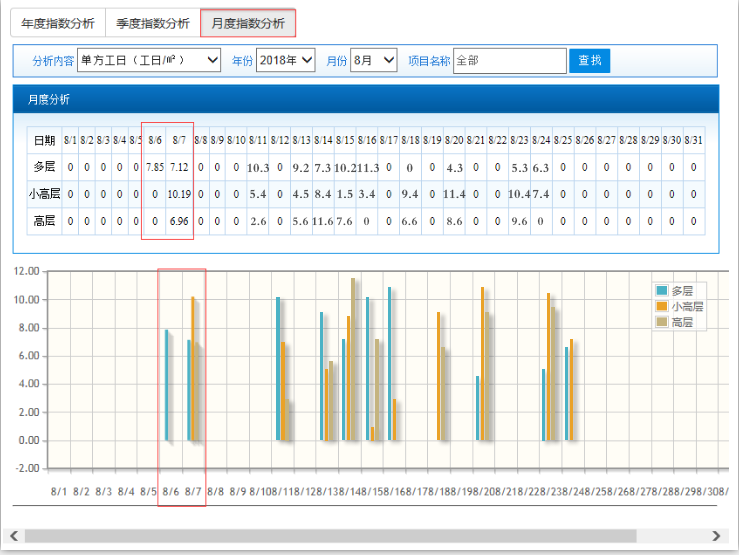 年度指数分析 季度指数分析 月度指数分析
分析内容 单方工日（工日/㎡） 年份 2018年 月份 8月 项目名称 全部 查找
月度分析
日期 8/1 8/2 8/3 8/4 8/5 8/6 8/7 8/8 8/9 8/10 8/11 8/12 8/13 8/14 8/15 8/16 8/17 8/18 8/19 8/20 8/21 8/22 8/23 8/24 8/25 8/26 8/27 8/28 8/29 8/30 8/31
多层 0 0 0 0 0 7.85 7.12 0 0 0 10.3 0 9.2 7.3 10.2 11.3 0 0 0 4.3 0 0 5.3 6.3 0 0 0 0 0 0 0
小高层 0 0 0 0 0 0 10.19 0 0 0 5.4 0 4.5 8.4 1.5 3.4 0 9.4 0 11.4 0 0 10.4 7.4 0 0 0 0 0 0 0
高层 0 0 0 0 0 0 6.96 0 0 0 2.6 0 5.6 11.6 7.6 0 0 6.6 0 8.6 0 0 9.6 0 0 0 0 0 0 0 0
12.00
多层
10.00
小高层
高层
8.00
6.00
4.00
2.00
0.00
-2.00
8/1 8/2 8/3 8/4 8/5 8/6 8/7 8/8 8/9 8/108/118/128/138/148/158/168/178/188/198/208/218/228/238/248/258/268/278/288/298/308/